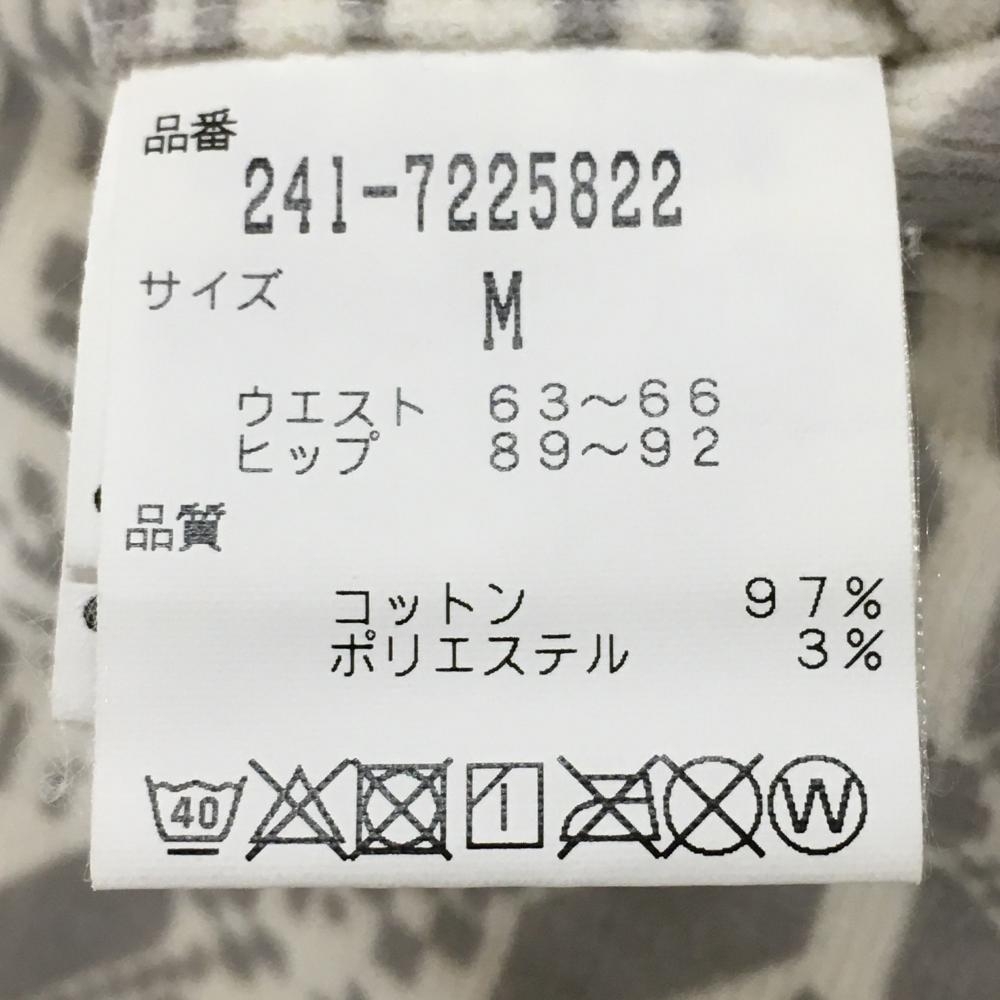 品番
241-7225822
サイズ
M
ウエスト 63～66
ヒップ 89～92
品質
コットン 97%
ポリエステル 3%
40 W